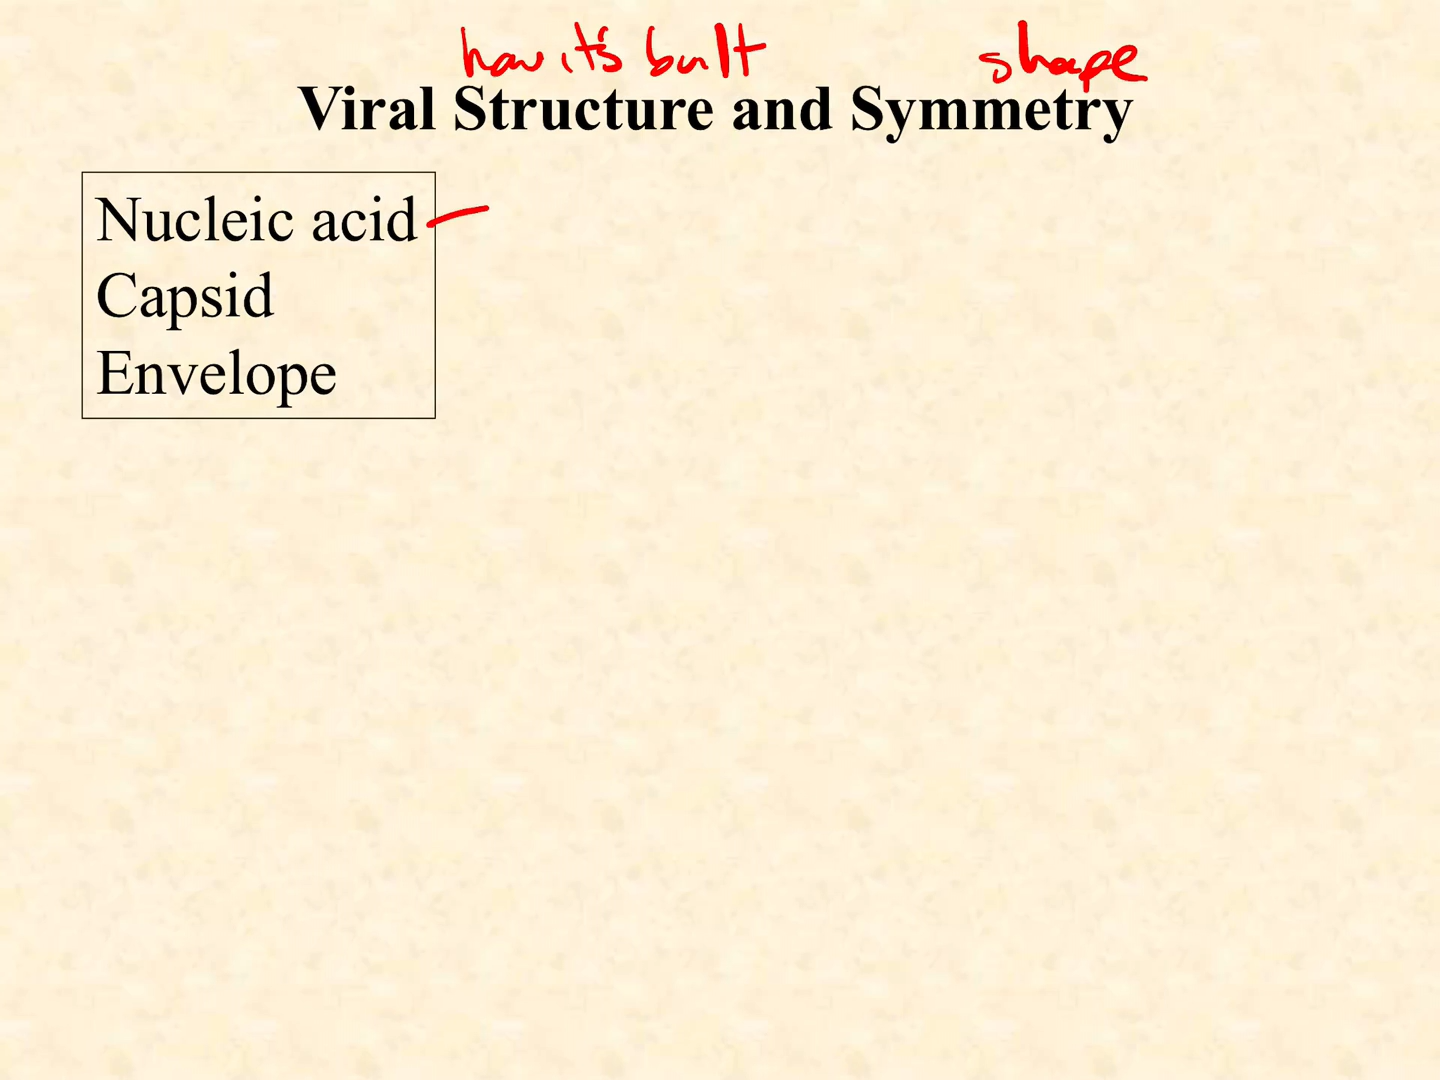 how it's built shape
Viral Structure and Symmetry
Nucleic acid
Capsid
Envelope